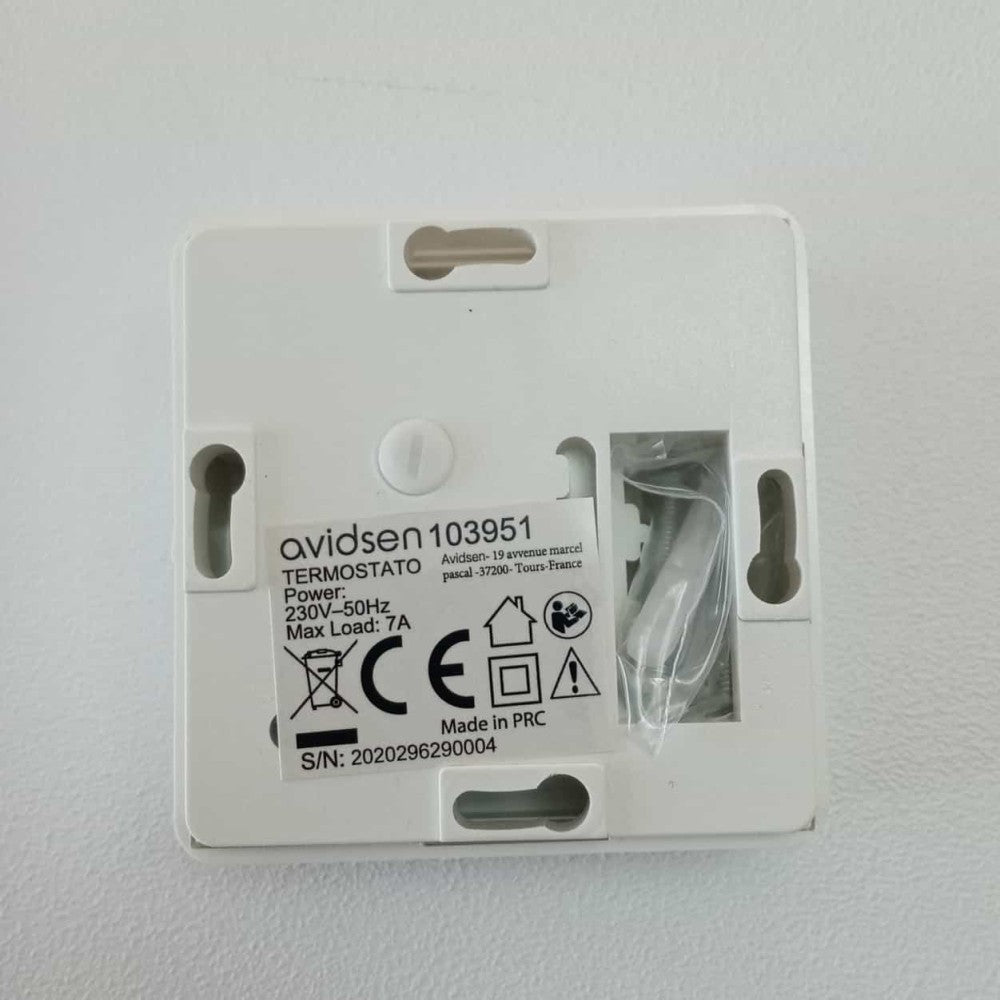 avidsen 103951
TERMOSTATO
Avidsen- 19 avvenue marcel
pascal -37200- Tours-France
Power:
230V–50Hz
Max Load: 7A
CE
Made in PRC
S/N: 2020296290004